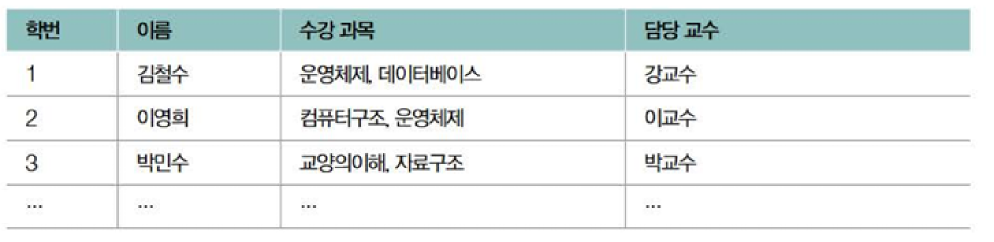 학번 이름 수강 과목 담당 교수
1 김철수 운영체제, 데이터베이스 강교수
2 이영희 컴퓨터구조, 운영체제 이교수
3 박민수 교양의이해, 자료구조 박교수
… … … …